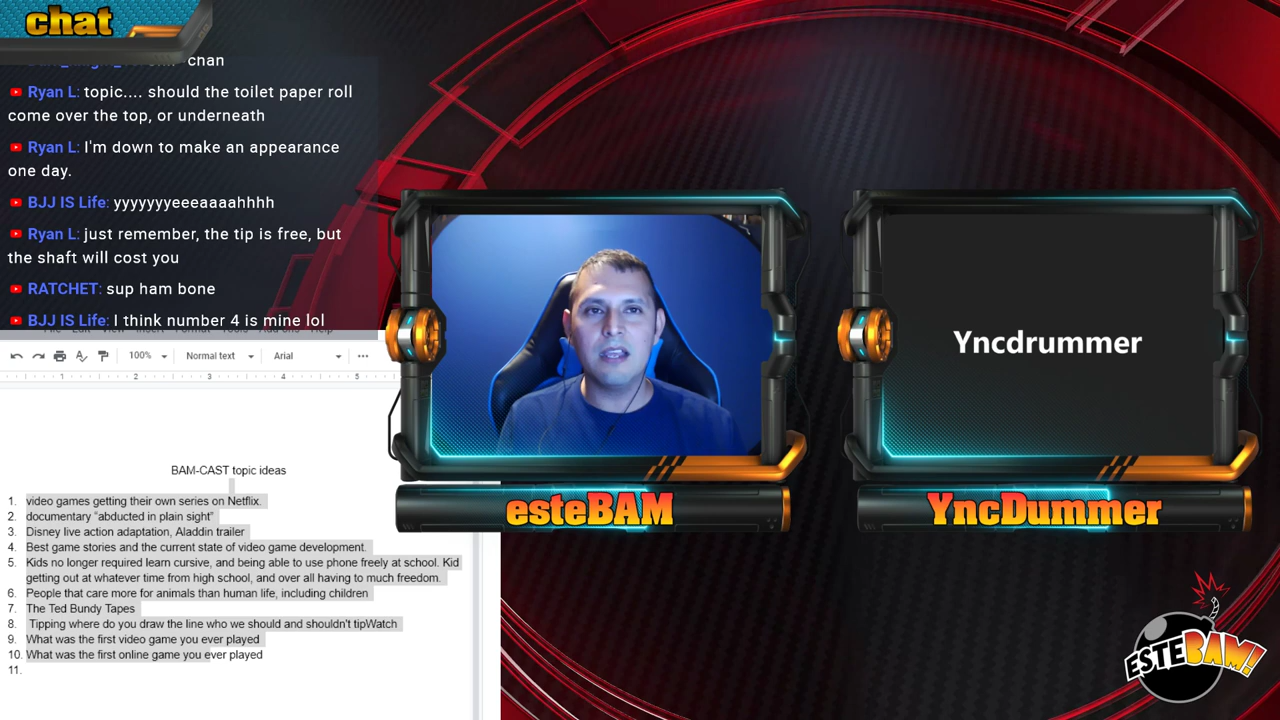 chat
chan
Ryan L: topic.... should the toilet paper roll
come over the top, or underneath
Ryan L: I'm down to make an appearance
one day.
BJJ IS Life: yyyyyyyeeeaaaahhhh
Ryan L: just remember, the tip is free, but
the shaft will cost you
RATCHET: sup ham bone
BJJ IS Life: I think number 4 is mine lol
100% Normal text Arial
1 2 3 4 5
BAM-CAST topic ideas
1. video games getting their own series on Netflix.
2. documentary "abducted in plain sight"
3. Disney live action adaptation, Aladdin trailer
4. Best game stories and the current state of video game development.
5. Kids no longer required learn cursive, and being able to use phone freely at school. Kid
getting out at whatever time from high school, and over all having to much freedom.
6. People that care more for animals than human life, including children
7. The Ted Bundy Tapes
8. Tipping where do you draw the line who we should and shouldn't tipWatch
9. What was the first video game you ever played
10. What was the first online game you ever played
11.
esteBAM
Yncdrummer
YncDummer
ESTEBAM!